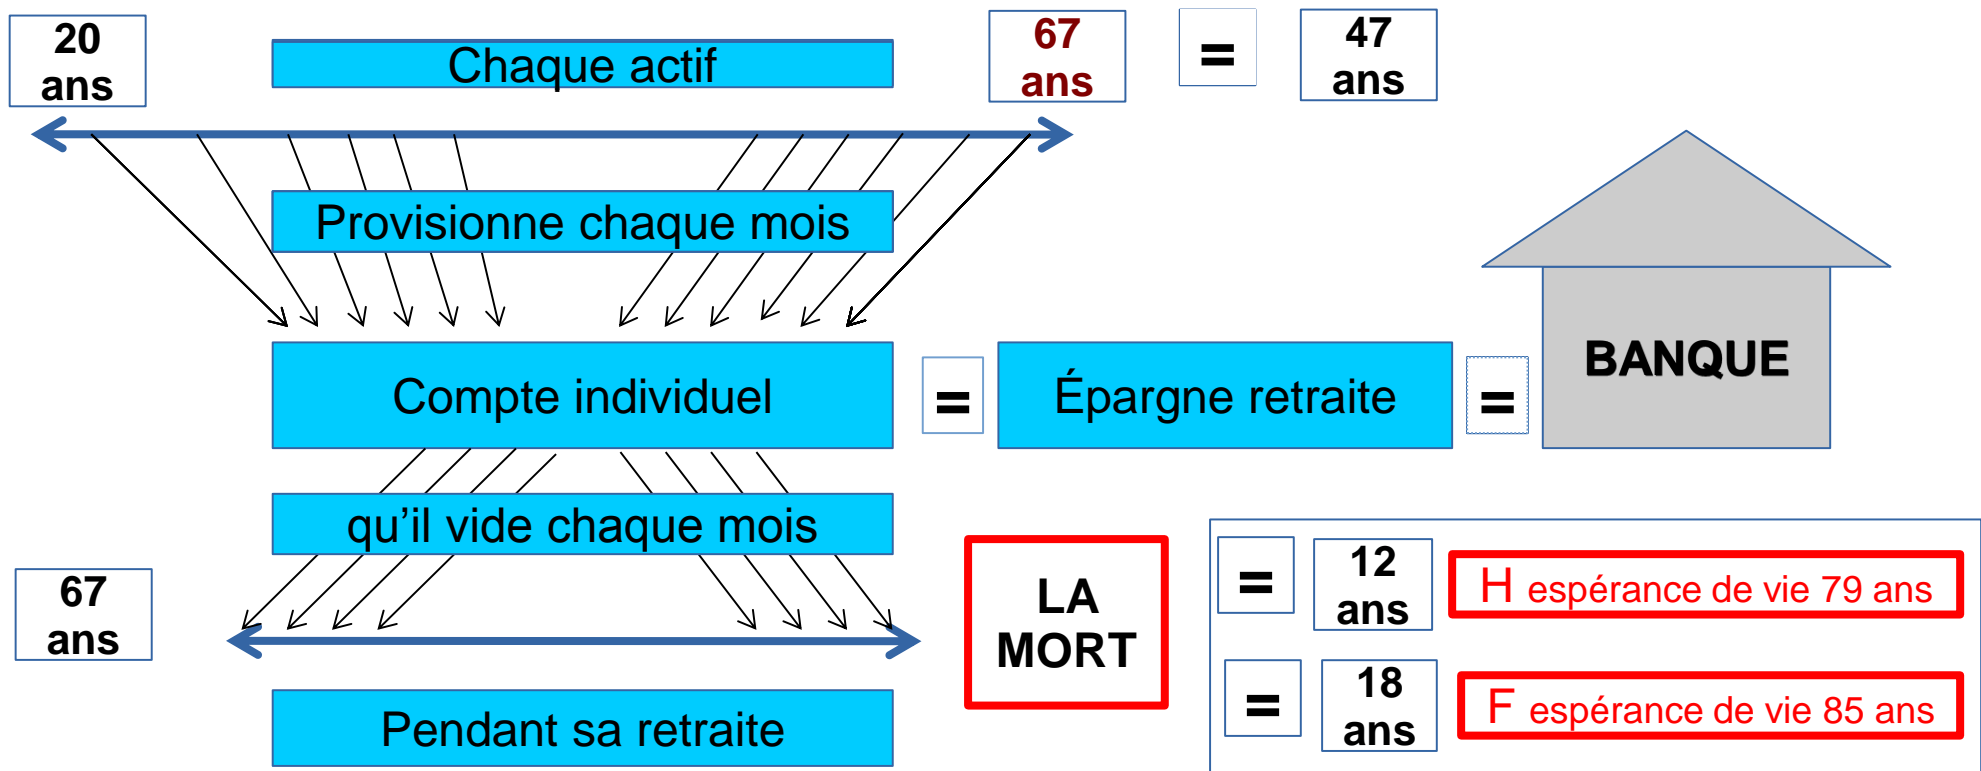 20
ans
Chaque actif
67
ans
=
47
ans
Provisionne chaque mois
Compte individuel
=
Épargne retraite
=
BANQUE
qu'il vide chaque mois
67
ans
LA
MORT
=
12
ans
H espérance de vie 79 ans
=
18
ans
F espérance de vie 85 ans
Pendant sa retraite